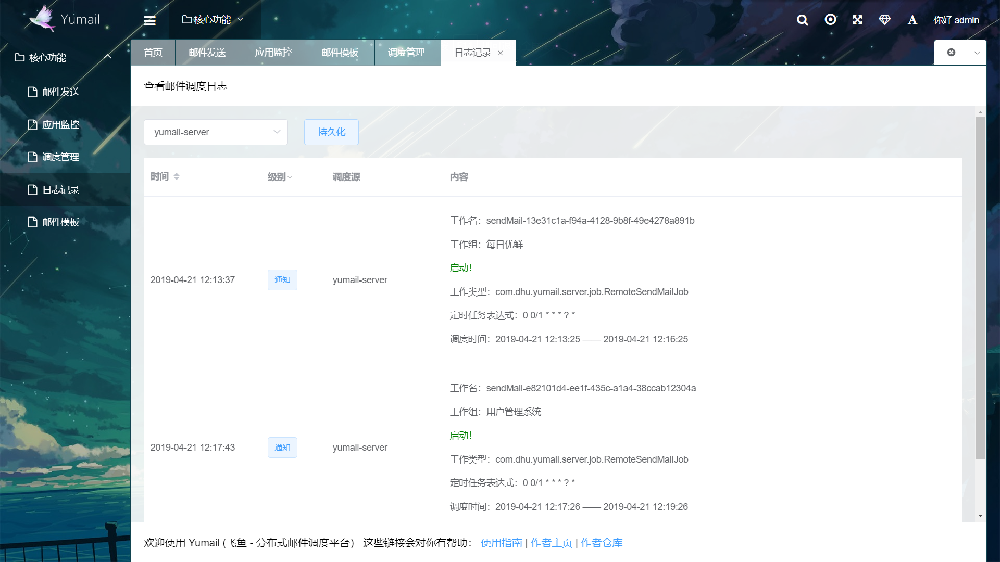 Yumail
核心功能
你好 admin
核心功能
邮件发送
应用监控
调度管理
日志记录
邮件模板
首页
邮件发送
应用监控
邮件模板
调度管理
日志记录
查看邮件调度日志
yumail-server
持久化
时间 级别 调度源 内容
2019-04-21 12:13:37
通知
yumail-server
工作名：sendMail-13e31c1a-f94a-4128-9b8f-49e4278a891b
工作组：每日优鲜
启动！
工作类型：com.dhu.yumail.server.job.RemoteSendMailJob
定时任务表达式：0 0/1 * * * ? *
调度时间：2019-04-21 12:13:25 —— 2019-04-21 12:16:25
2019-04-21 12:17:43
通知
yumail-server
工作名：sendMail-e82101d4-ee1f-435c-a1a4-38ccab12304a
工作组：用户管理系统
启动！
工作类型：com.dhu.yumail.server.job.RemoteSendMailJob
定时任务表达式：0 0/1 * * * ? *
调度时间：2019-04-21 12:17:26 —— 2019-04-21 12:19:26
欢迎使用 Yumail (飞鱼 - 分布式邮件调度平台） 这些链接会对你有帮助： 使用指南 | 作者主页 | 作者仓库